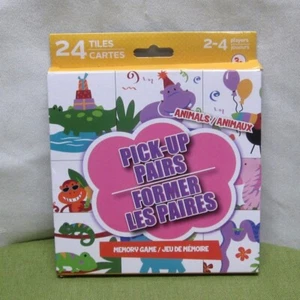 24 TILES
CARTES
2-4 players
ANIMALS / ANIMAUX
PICK-UP
PAIRS
FORMER
LES PAIRES
MEMORY GAME / JEU DE MÉMOIRE